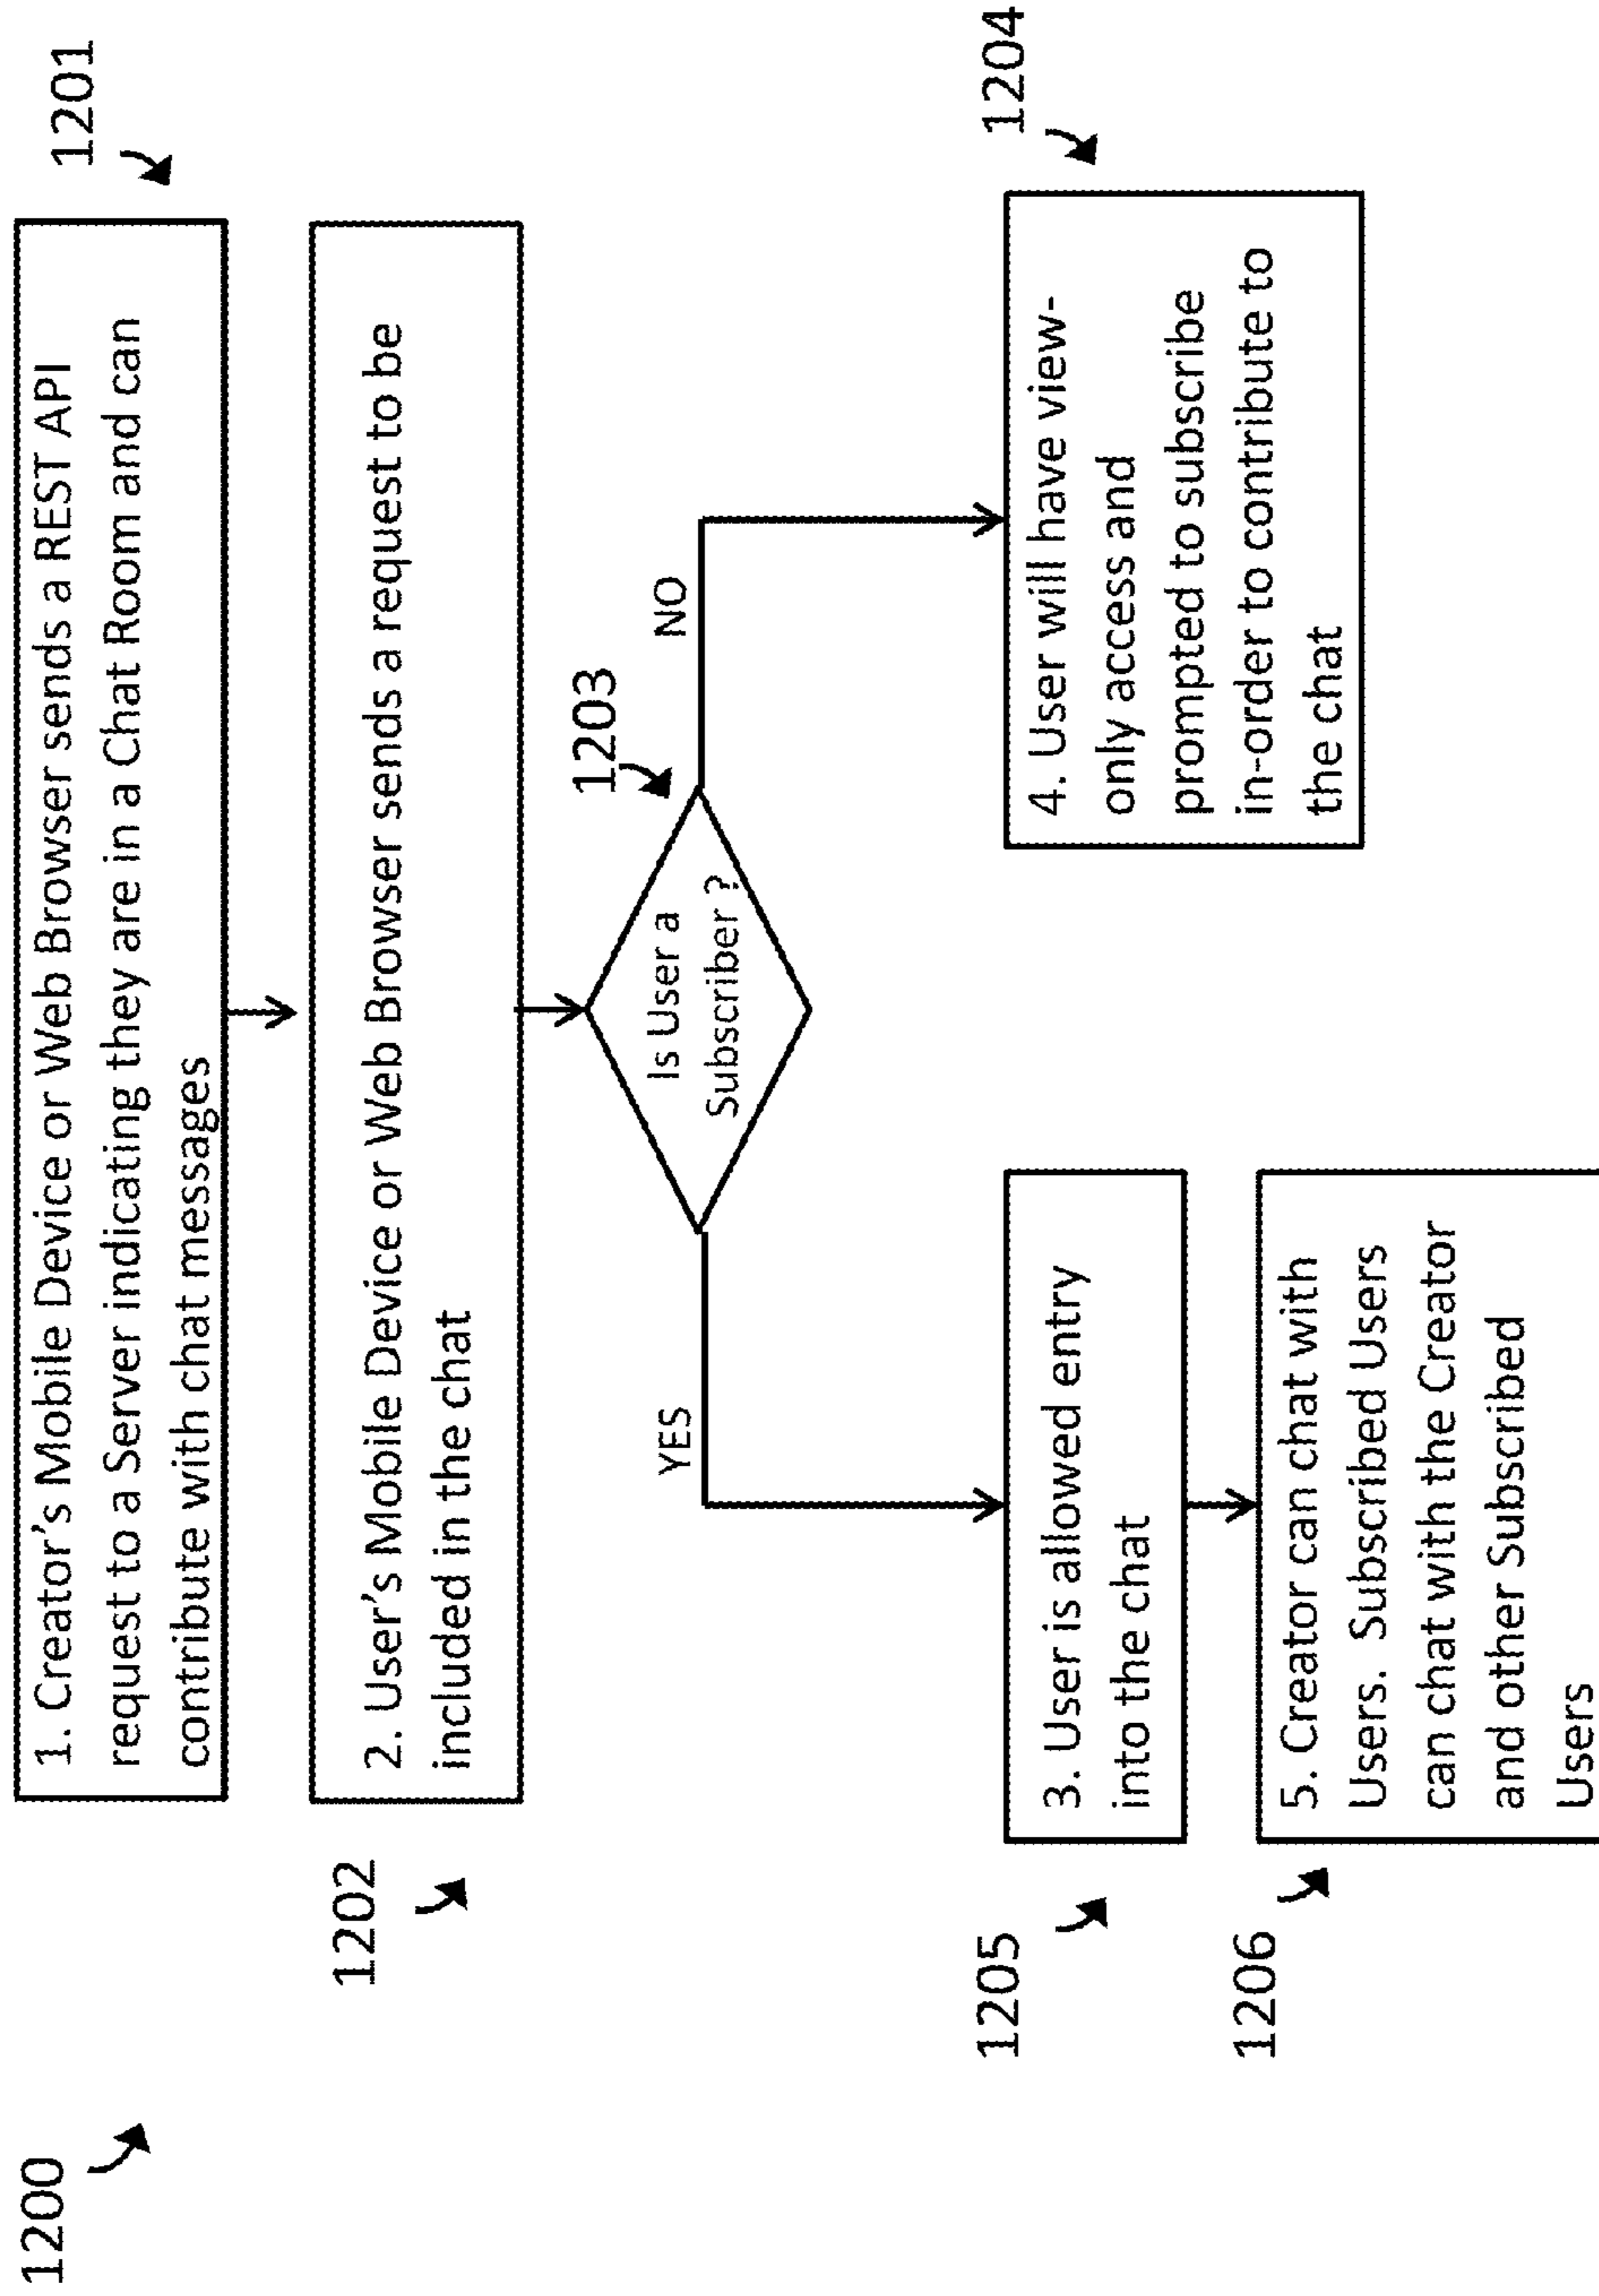 1200
1201
1. Creator's Mobile Device or Web Browser sends a REST API
request to a Server indicating they are in a Chat Room and can
contribute with chat messages
1202
2. User's Mobile Device or Web Browser sends a request to be
included in the chat
1203
Is User a
Subscriber ?
YES
NO
1205
3. User is allowed entry
into the chat
1204
4. User will have view-
only access and
prompted to subscribe
in-order to contribute to
the chat
1206
5. Creator can chat with
Users. Subscribed Users
can chat with the Creator
and other Subscribed
Users